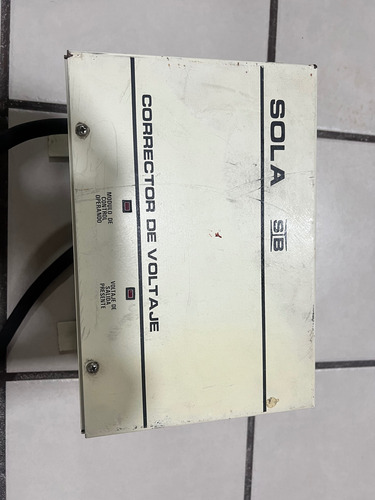 SOLA SB
CORRECTOR DE VOLTAJE
MODULO DE
CONTROL
OPERANDO
VOLTAJE DE
SALIDA
PRESENTE